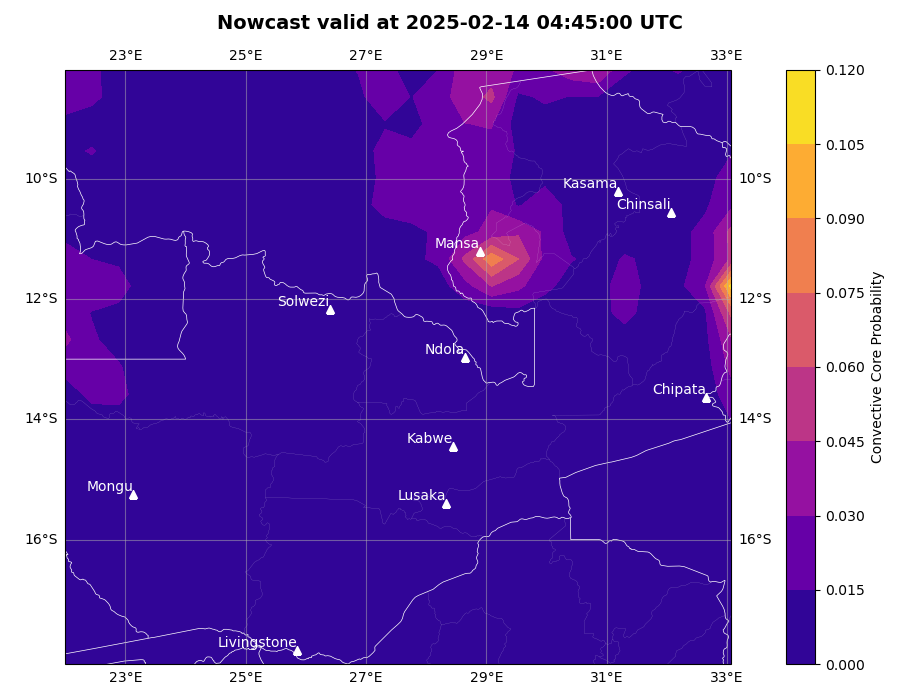 Nowcast valid at 2025-02-14 04:45:00 UTC
23°E 25°E 27°E 29°E 31°E 33°E
0.120
0.105
0.090
0.075
0.060
0.045
0.030
0.015
0.000
Convective Core Probability
10°S 10°S
12°S 12°S
14°S 14°S
16°S 16°S
Kasama
Chinsali
Mansa
Solwezi
Ndola
Chipata
Kabwe
Mongu
Lusaka
Livingstone
23°E 25°E 27°E 29°E 31°E 33°E